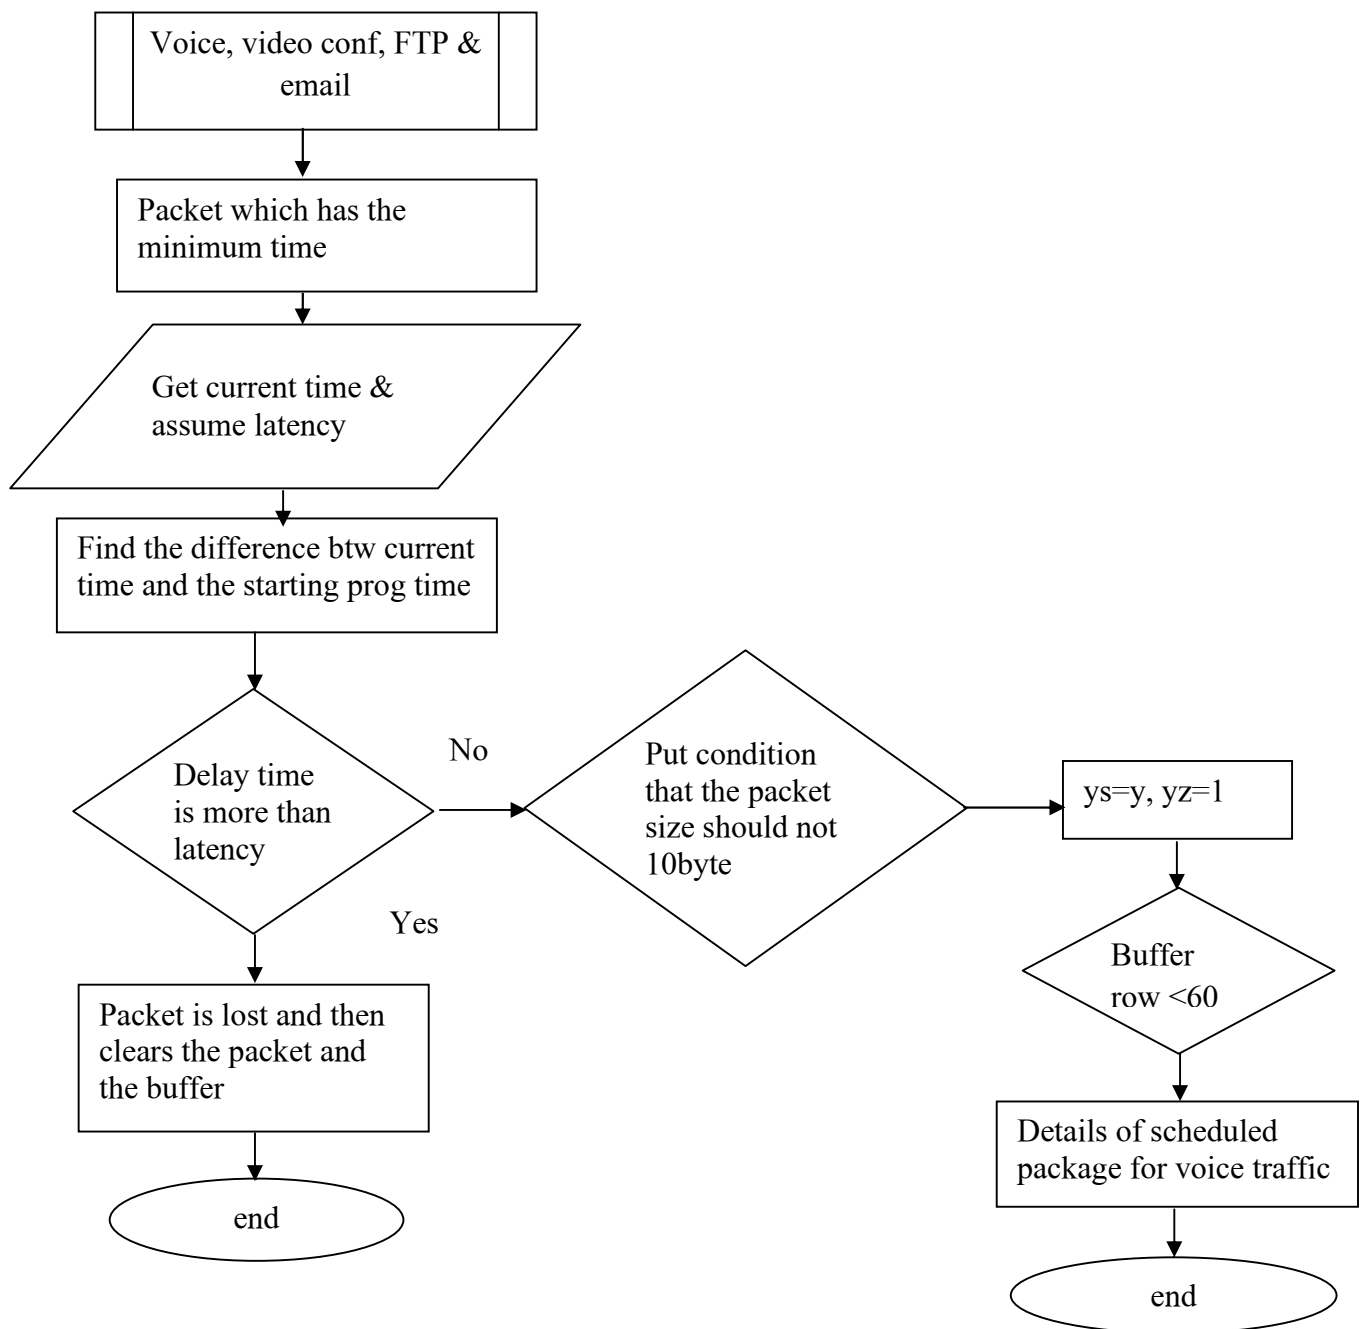 Voice, video conf, FTP &
email
Packet which has the
minimum time
Get current time &
assume latency
Find the difference btw current
time and the starting prog time
Delay time
is more than
latency
No
Put condition
that the packet
size should not
10byte
ys=y, yz=1
Yes
Buffer
row <60
Packet is lost and then
clears the packet and
the buffer
Details of scheduled
package for voice traffic
end
end